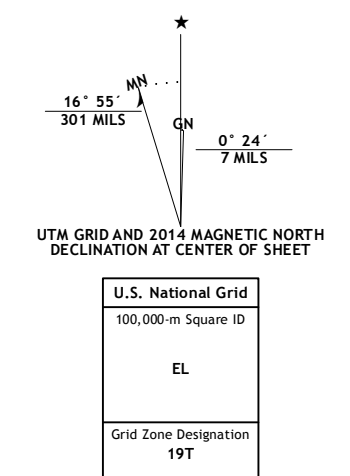 ★
MN
16° 55´
301 MILS
GN
0° 24´
7 MILS
UTM GRID AND 2014 MAGNETIC NORTH
DECLINATION AT CENTER OF SHEET
U.S. National Grid
100,000-m Square ID
EL
Grid Zone Designation
19T